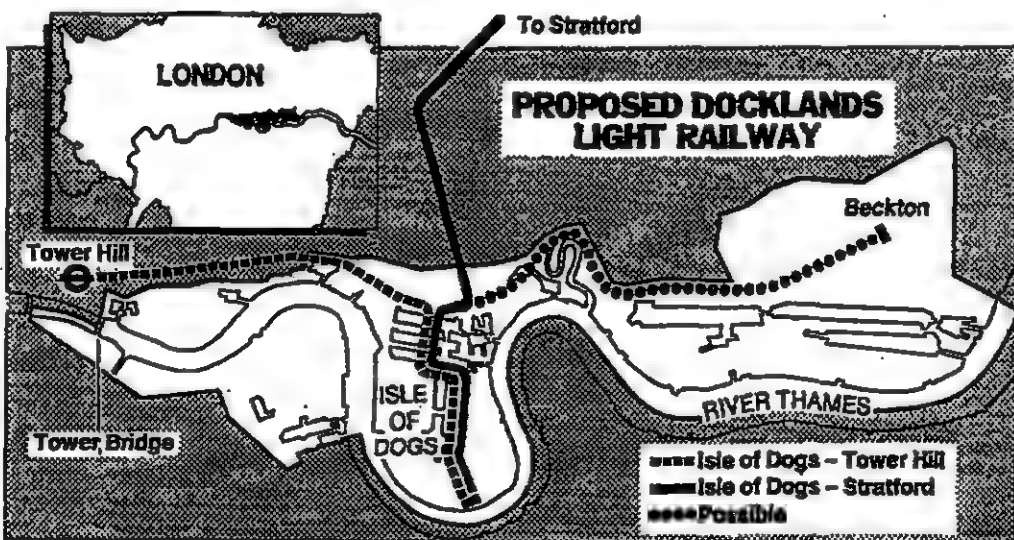 To Stratford
LONDON
PROPOSED DOCKLANDS
LIGHT RAILWAY
Beckton
Tower Hill
ISLE
OF
DOGS
RIVER THAMES
Tower Bridge
Isle of Dogs – Tower Hill
Isle of Dogs – Stratford
Possible